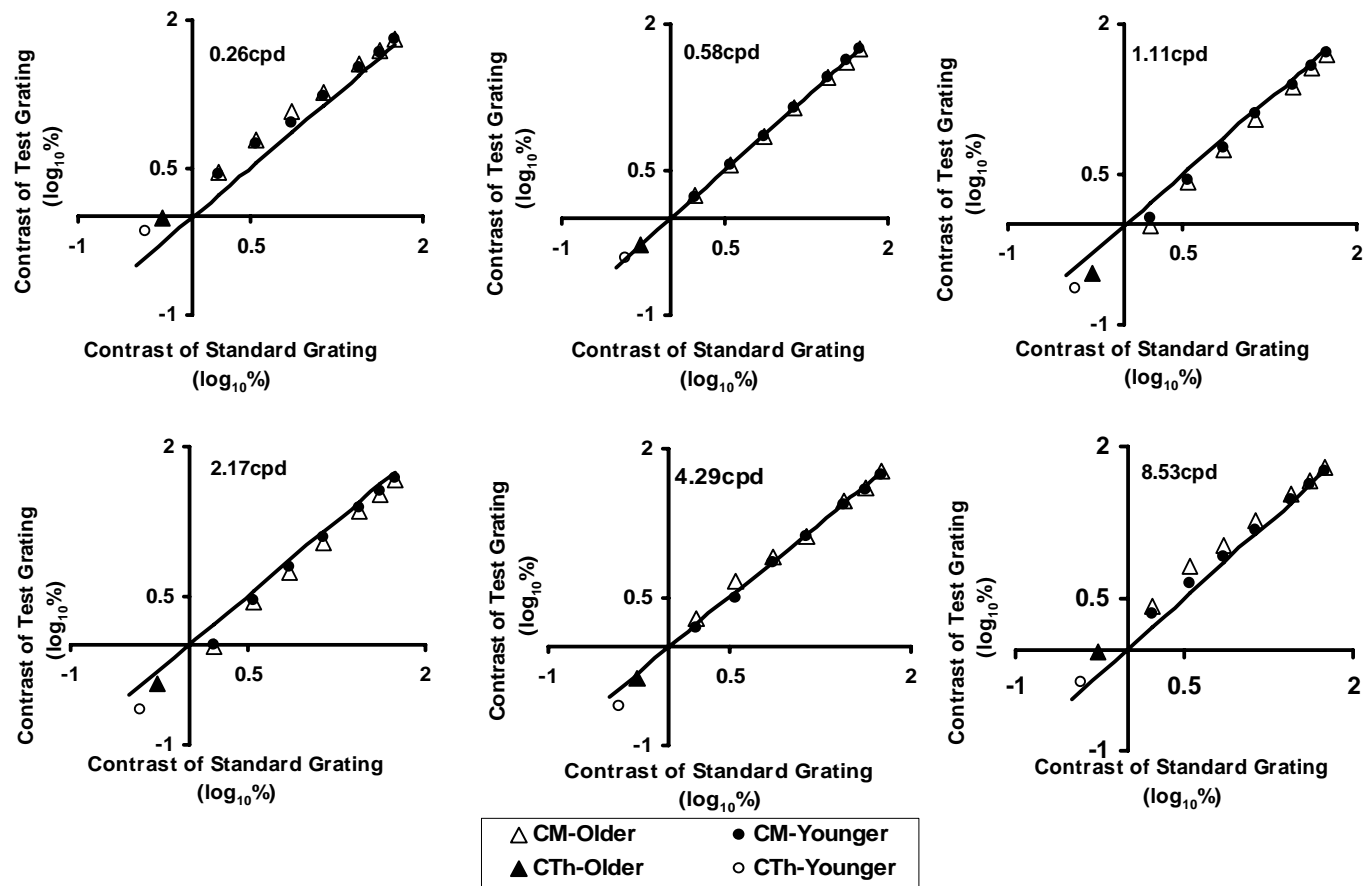 2
0.26cpd
Contrast of Test Grating
(log10%)
0.5
-1
0.5
2
-1
Contrast of Standard Grating
(log10%)
2
0.58cpd
Contrast of Test Grating
(log10%)
0.5
-1
0.5
2
-1
Contrast of Standard Grating
(log10%)
2
1.11cpd
Contrast of Test Grating
(log10%)
0.5
-1
0.5
2
-1
Contrast of Standard Grating
(log10%)
2
2.17cpd
Contrast of Test Grating
(log10%)
0.5
-1
0.5
2
-1
Contrast of Standard Grating
(log10%)
2
4.29cpd
Contrast of Test Grating
(log10%)
0.5
-1
0.5
2
-1
Contrast of Standard Grating
(log10%)
2
8.53cpd
Contrast of Test Grating
(log10%)
0.5
-1
0.5
2
-1
Contrast of Standard Grating
(log10%)
CM-Older
CM-Younger
CTh-Older
CTh-Younger